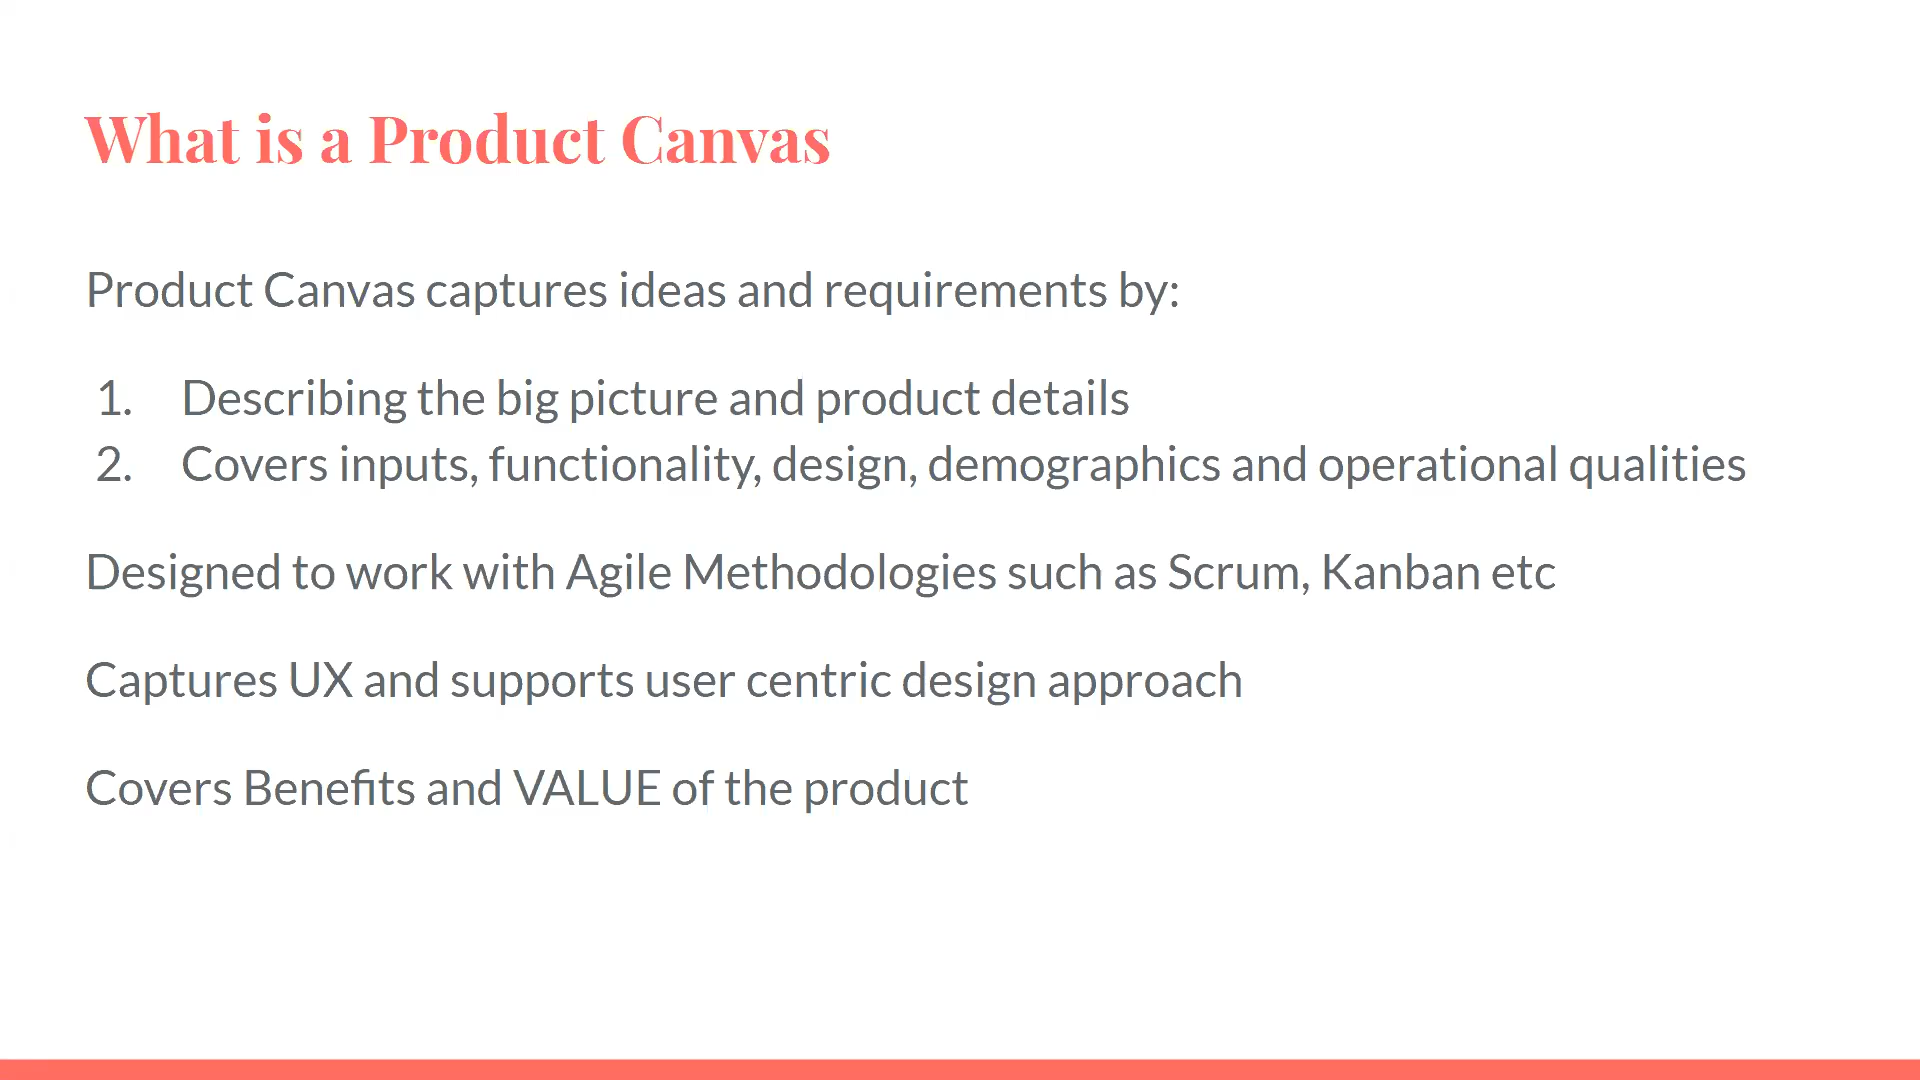 What is a Product Canvas
Product Canvas captures ideas and requirements by:
1. Describing the big picture and product details
2. Covers inputs, functionality, design, demographics and operational qualities
Designed to work with Agile Methodologies such as Scrum, Kanban etc
Captures UX and supports user centric design approach
Covers Benefits and VALUE of the product